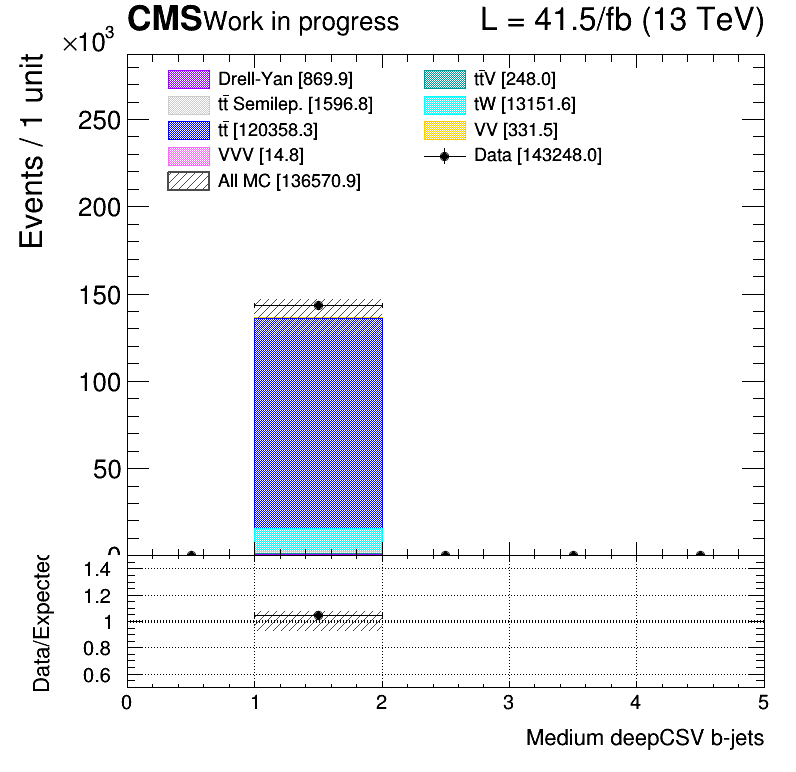 CMS Work in progress L = 41.5/fb (13 TeV)
×10³
Events / 1 unit
250
200
150
100
50
0
Drell-Yan [869.9]
tt̄ Semilep. [1596.8]
tt̄ [120358.3]
VVV [14.8]
All MC [136570.9]
tt̄V [248.0]
tW [13151.6]
VV [331.5]
Data [143248.0]
Data/Expected
1.4
1.2
1
0.8
0.6
0 1 2 3 4 5
Medium deepCSV b-jets